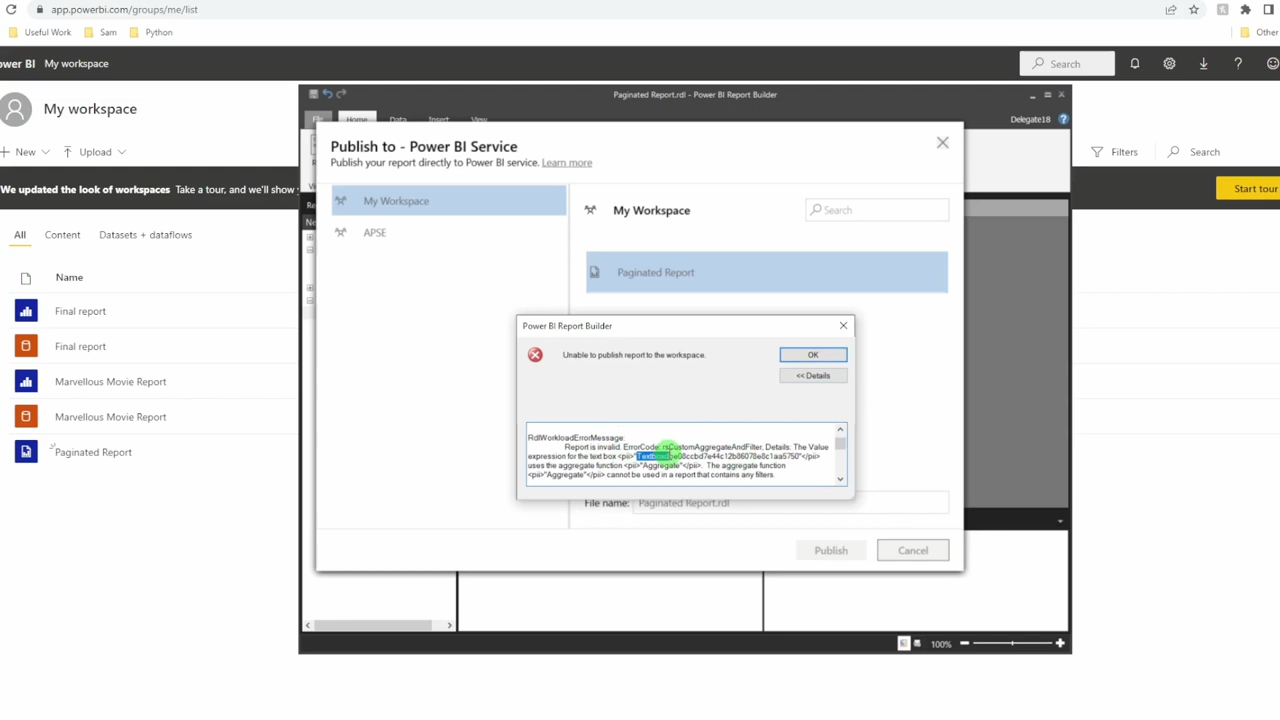 app.powerbi.com/groups/me/list
Useful Work Sam Python Other
ower BI My workspace Search
Paginated Report.rdl - Power BI Report Builder
My workspace
File Home Data Insert View Delegate18
Publish to - Power BI Service
Publish your report directly to Power BI service. Learn more
New Upload Filters Search
We updated the look of workspaces Take a tour, and we'll show Start tour
My Workspace
My Workspace Search
APSE
All Content Datasets + dataflows
Name
Paginated Report
Final report
Final report
Marvellous Movie Report
Marvellous Movie Report
Paginated Report
Power BI Report Builder
Unable to publish report to the workspace. OK
<< Details
RdlWorkloadErrorMessage:
Report is invalid. ErrorCode: rsCustomAggregateAndFilter, Details: The Value
expression for the text box <pii>"Textbox
uses the aggregate function <pii>"Aggregate"</pii>. The aggregate function
<pii>"Aggregate"</pii> cannot be used in a report that contains any filters.
File name: Paginated Report.rdl
Publish Cancel
100%